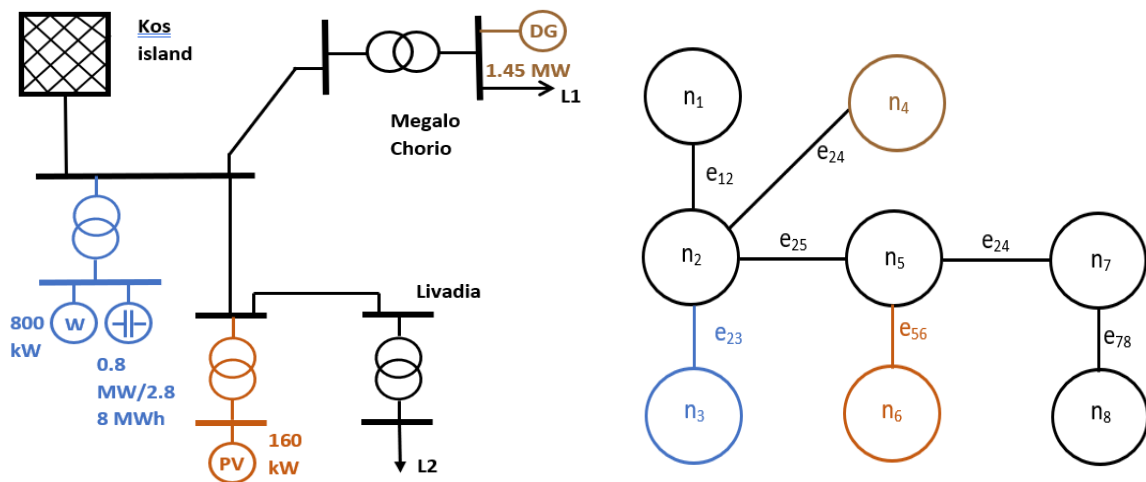 Kos
island
DG
1.45 MW
L1
Megalo
Chorio
800
kW
W
0.8
MW/2.8
8 MWh
Livadia
160
kW
PV
L2
n₁
n₄
e₁₂
e₂₄
n₂
e₂₅
n₅
e₂₄
n₇
e₂₃
e₅₆
e₇₈
n₃
n₆
n₈